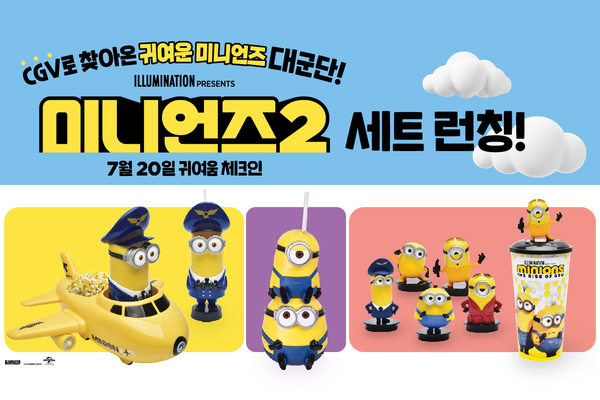 CGV로 찾아온 귀여운 미니언즈 대군단!
ILLUMINATION PRESENTS
미니언즈2 세트 런칭!
7월 20일 귀여움 체크인
ILLUMINATION
MINIONS
THE RISE OF GRU